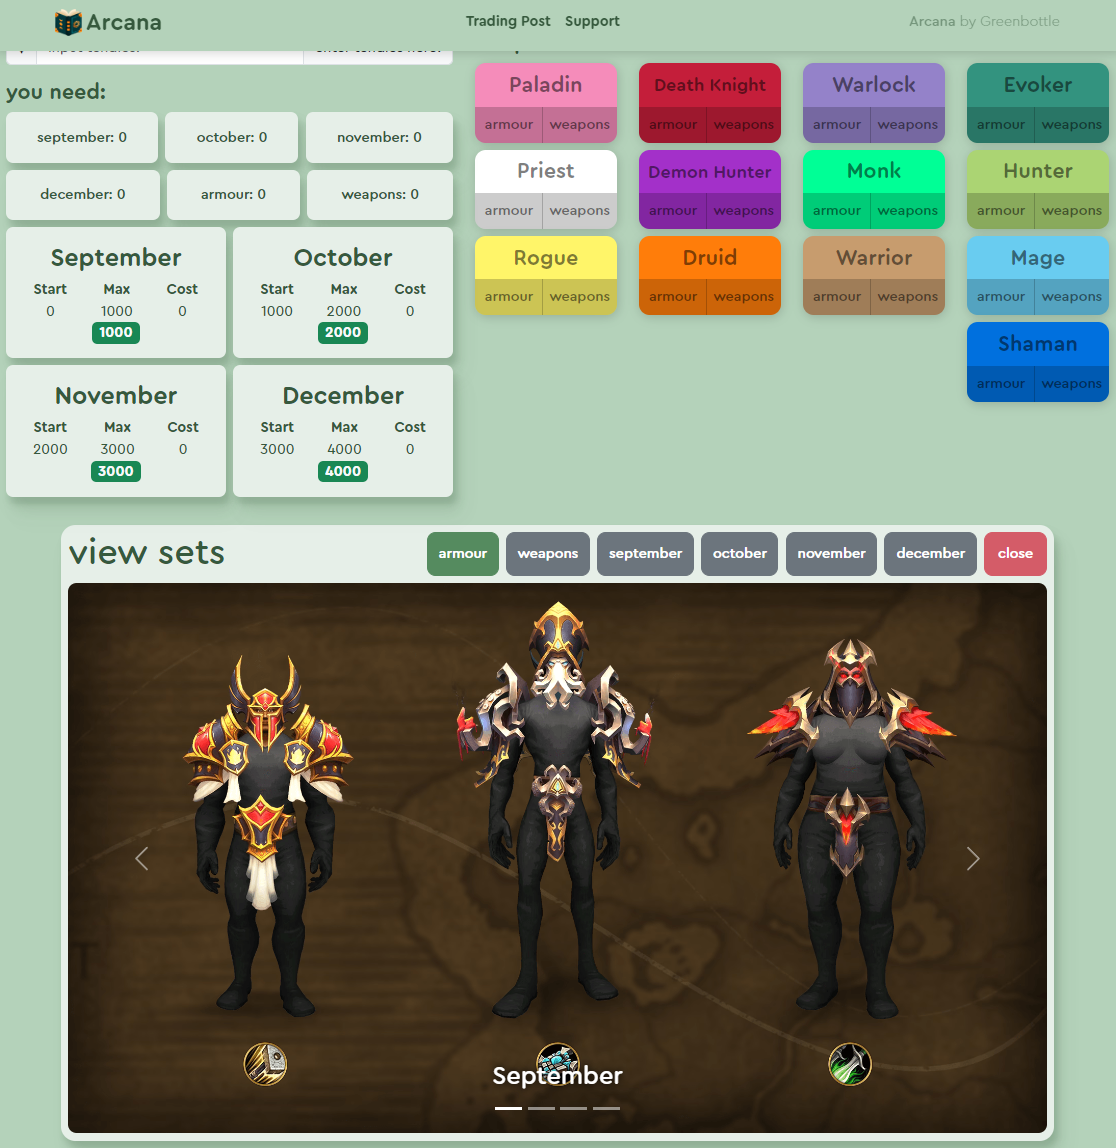 Arcana
Trading Post Support
Arcana by Greenbottle
you need:
september: 0
october: 0
november: 0
december: 0
armour: 0
weapons: 0
September
Start Max Cost
0 1000 0
1000
October
Start Max Cost
1000 2000 0
2000
November
Start Max Cost
2000 3000 0
3000
December
Start Max Cost
3000 4000 0
4000
Paladin
armour weapons
Death Knight
armour weapons
Warlock
armour weapons
Evoker
armour weapons
Priest
armour weapons
Demon Hunter
armour weapons
Monk
armour weapons
Hunter
armour weapons
Rogue
armour weapons
Druid
armour weapons
Warrior
armour weapons
Mage
armour weapons
Shaman
armour weapons
view sets
armour weapons september october november december close
September